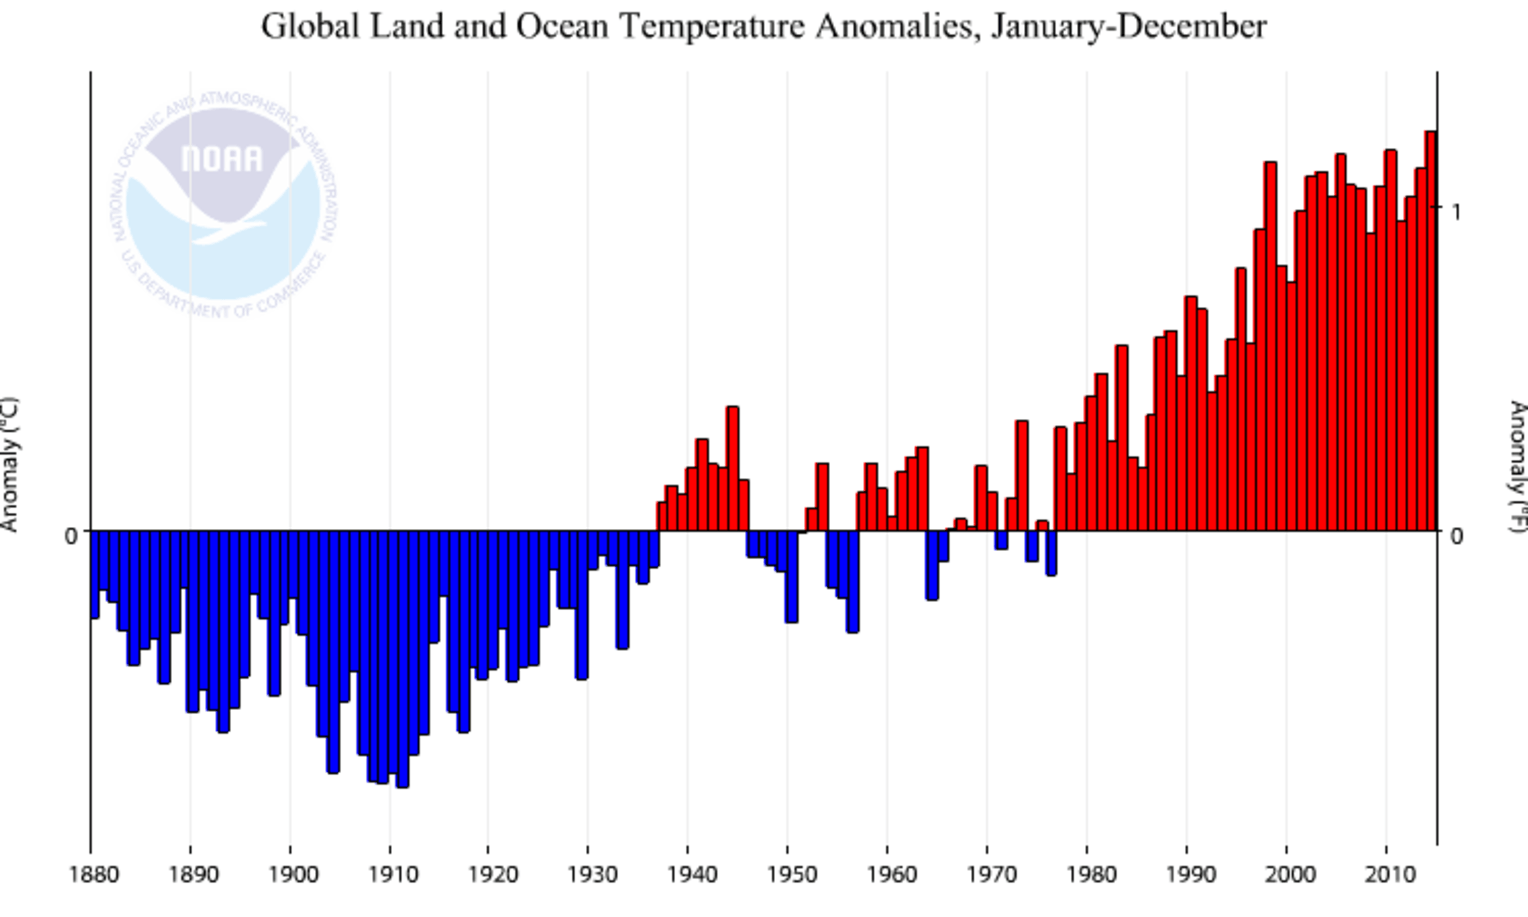 Global Land and Ocean Temperature Anomalies, January-December
NATIONAL OCEANIC AND ATMOSPHERIC ADMINISTRATION
NOAA
U.S. DEPARTMENT OF COMMERCE
Anomaly (°C)
0
1
0
Anomaly (°F)
1880 1890 1900 1910 1920 1930 1940 1950 1960 1970 1980 1990 2000 2010